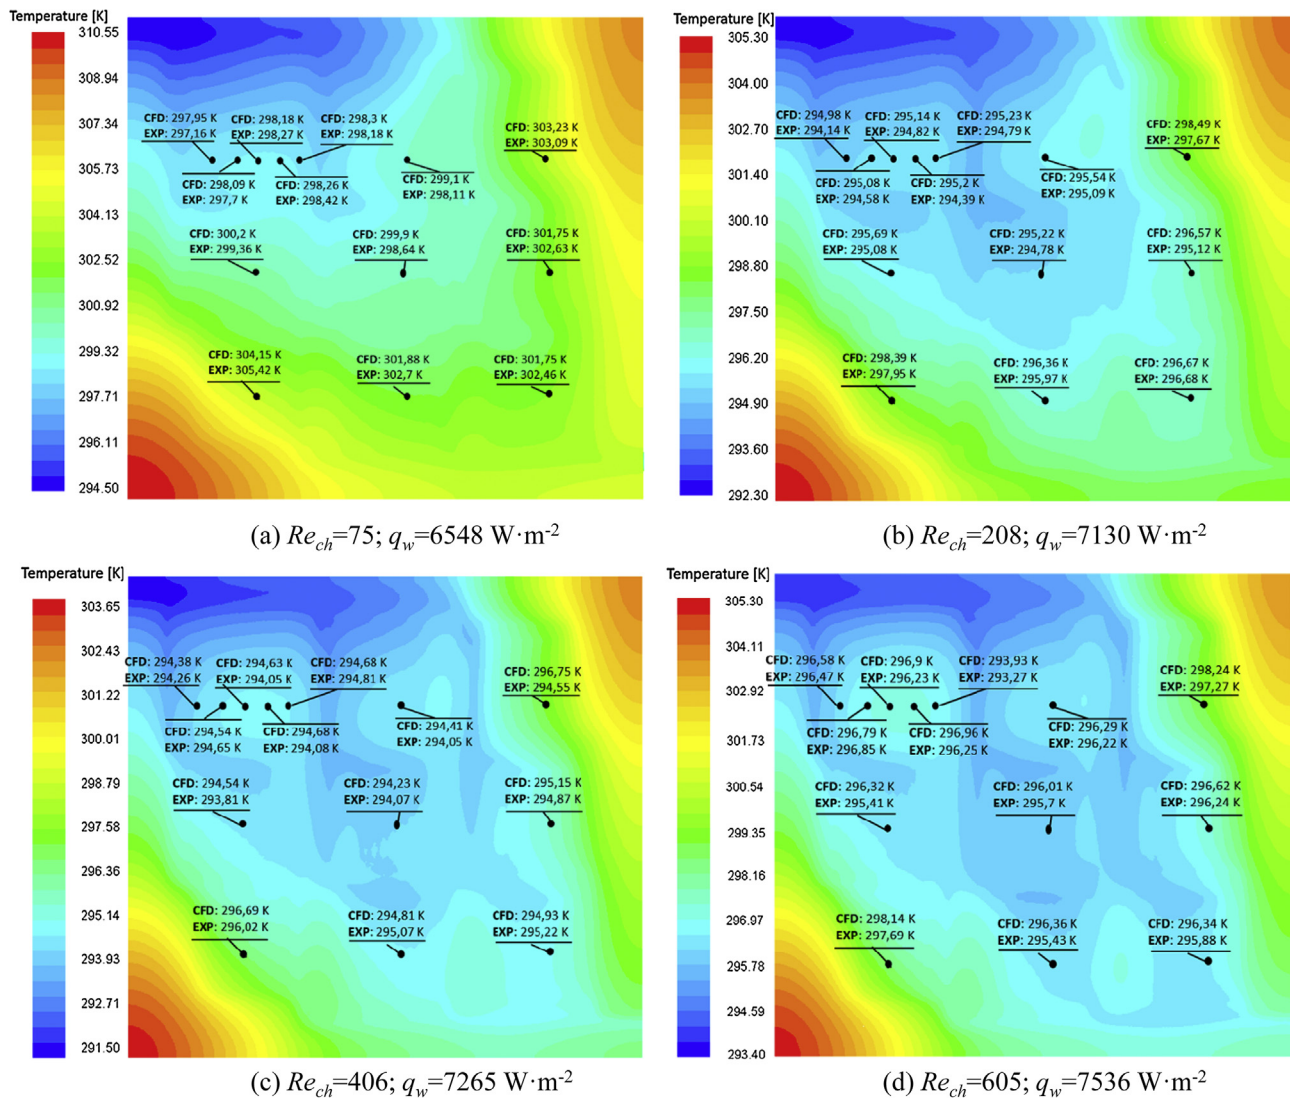 Temperature [K]
310.55
308.94
307.34
305.73
304.13
302.52
300.92
299.32
297.71
296.11
294.50
CFD: 297,95 K
EXP: 297,16 K
CFD: 298,18 K
EXP: 298,27 K
CFD: 298,3 K
EXP: 298,18 K
CFD: 303,23 K
EXP: 303,09 K
CFD: 298,09 K
EXP: 297,7 K
CFD: 298,26 K
EXP: 298,42 K
CFD: 299,1 K
EXP: 298,11 K
CFD: 300,2 K
EXP: 299,36 K
CFD: 299,9 K
EXP: 298,64 K
CFD: 301,75 K
EXP: 302,63 K
CFD: 304,15 K
EXP: 305,42 K
CFD: 301,88 K
EXP: 302,7 K
CFD: 301,75 K
EXP: 302,46 K
(a) Re_ch=75; q_w=6548 W·m⁻²
Temperature [K]
305.30
304.00
302.70
301.40
300.10
298.80
297.50
296.20
294.90
293.60
292.30
CFD: 294,98 K
EXP: 294,14 K
CFD: 295,14 K
EXP: 294,82 K
CFD: 295,23 K
EXP: 294,79 K
CFD: 298,49 K
EXP: 297,67 K
CFD: 295,08 K
EXP: 294,58 K
CFD: 295,2 K
EXP: 294,39 K
CFD: 295,54 K
EXP: 295,09 K
CFD: 295,69 K
EXP: 295,08 K
CFD: 295,22 K
EXP: 294,78 K
CFD: 296,57 K
EXP: 295,12 K
CFD: 298,39 K
EXP: 297,95 K
CFD: 296,36 K
EXP: 295,97 K
CFD: 296,67 K
EXP: 296,68 K
(b) Re_ch=208; q_w=7130 W·m⁻²
Temperature [K]
303.65
302.43
301.22
300.01
298.79
297.58
296.36
295.14
293.93
292.71
291.50
CFD: 294,38 K
EXP: 294,26 K
CFD: 294,63 K
EXP: 294,05 K
CFD: 294,68 K
EXP: 294,81 K
CFD: 296,75 K
EXP: 294,55 K
CFD: 294,54 K
EXP: 294,65 K
CFD: 294,68 K
EXP: 294,08 K
CFD: 294,41 K
EXP: 294,05 K
CFD: 294,54 K
EXP: 293,81 K
CFD: 294,23 K
EXP: 294,07 K
CFD: 295,15 K
EXP: 294,87 K
CFD: 296,69 K
EXP: 296,02 K
CFD: 294,81 K
EXP: 295,07 K
CFD: 294,93 K
EXP: 295,22 K
(c) Re_ch=406; q_w=7265 W·m⁻²
Temperature [K]
305.30
304.11
302.92
301.73
300.54
299.35
298.16
296.97
295.78
294.59
293.40
CFD: 296,58 K
EXP: 296,47 K
CFD: 296,9 K
EXP: 296,23 K
CFD: 293,93 K
EXP: 293,27 K
CFD: 298,24 K
EXP: 297,27 K
CFD: 296,79 K
EXP: 296,85 K
CFD: 296,96 K
EXP: 296,25 K
CFD: 296,29 K
EXP: 296,22 K
CFD: 296,32 K
EXP: 295,41 K
CFD: 296,01 K
EXP: 295,7 K
CFD: 296,62 K
EXP: 296,24 K
CFD: 298,14 K
EXP: 297,69 K
CFD: 296,36 K
EXP: 295,43 K
CFD: 296,34 K
EXP: 295,88 K
(d) Re_ch=605; q_w=7536 W·m⁻²